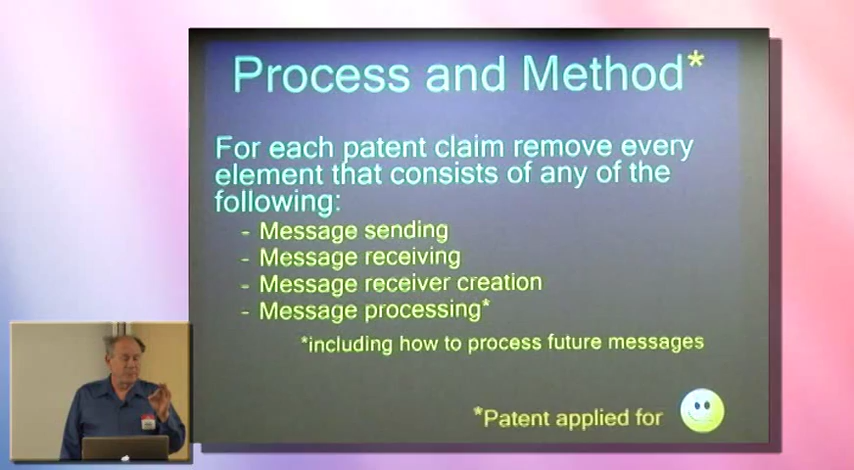 Process and Method*
For each patent claim remove every
element that consists of any of the
following:
- Message sending
- Message receiving
- Message receiver creation
- Message processing*
*including how to process future messages
*Patent applied for